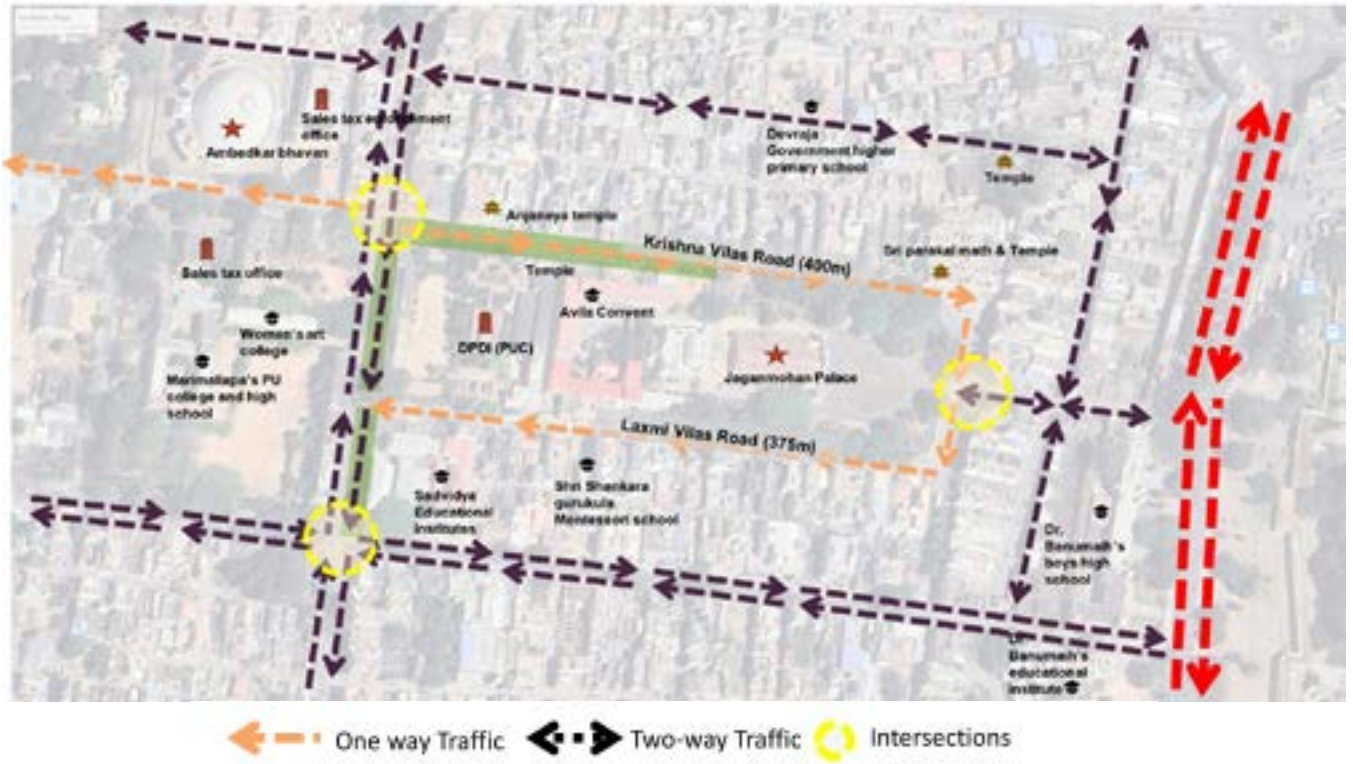 Sales tax enforcement
office
Ambedkar bhavan
Devraja
Government higher
primary school
Temple
Anjaneya temple
Krishna Vilas Road (400m)
Sri parakal math & Temple
Sales tax office
Temple
Avila Convent
Women's art
college
DPDI (PUC)
Marimallapa's PU
college and high
school
Jaganmohan Palace
Laxmi Vilas Road (375m)
Sadvidya
Educational
institutes
Shri Shankara
gurukula
Montessori school
Dr.
Banumaih's
boys high
school
Dr.
Banumaih's
educational
institute
One way Traffic
Two-way Traffic
Intersections